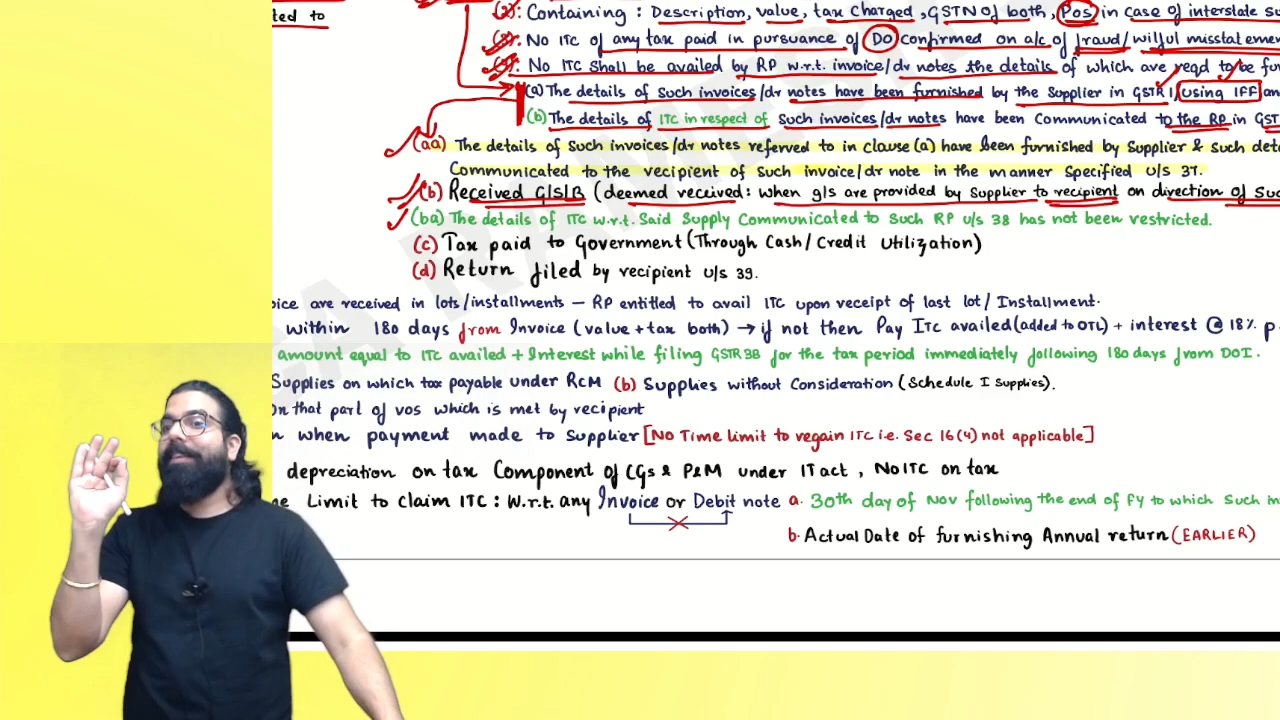 ted to
(2). Containing : Description, value, tax charged, GSTN of both, Pos in case of interstate su
No ITC of any tax paid in pursuance of DO confirmed on a/c of fraud/ wilful misstateme
No ITC shall be availed by RP w.r.t. invoice/dr notes the details of which are reqd to be fur
(a) The details of such invoices/dr notes have been furnished by the Supplier in GSTR1, using IFF an
(b) The details of ITC in respect of such invoices/dr notes have been communicated to the RP in GST
(aa) The details of such invoices/dr notes referred to in clause (a) have been furnished by Supplier & such deta
Communicated to the recipient of such invoice/dr note in the manner specified u/s 37.
(b) Received G|S|B (deemed received: when g/s are provided by Supplier to recipient on direction of suc
(ba) The details of ITC w.r.t. Said Supply Communicated to Such RP u/s 38 has not been restricted.
(c) Tax paid to Government (Through Cash/ Credit utilization)
(d) Return filed by recipient u/s 39.
oice are received in lots/installments – RP entitled to avail ITC upon receipt of last lot/ Installment.
within 180 days from Invoice (value + tax both) → if not then Pay ITC availed (added to OTL) + interest @ 18% p.
amount equal to ITC availed + Interest while filing GSTR3B for the tax period immediately following 180 days from DOI.
Supplies on which tax payable under RCM (b) Supplies without Consideration (Schedule I Supplies).
on that part of vos which is met by recipient
n when payment made to Supplier [No Time limit to regain ITC i.e. Sec 16(4) not applicable]
depreciation on tax Component of CGs & P&M under IT act, No ITC on tax
me Limit to claim ITC : W.r.t. any Invoice or Debit note a. 30th day of Nov following the end of FY to which Such in
b. Actual Date of furnishing Annual return (EARLIER)